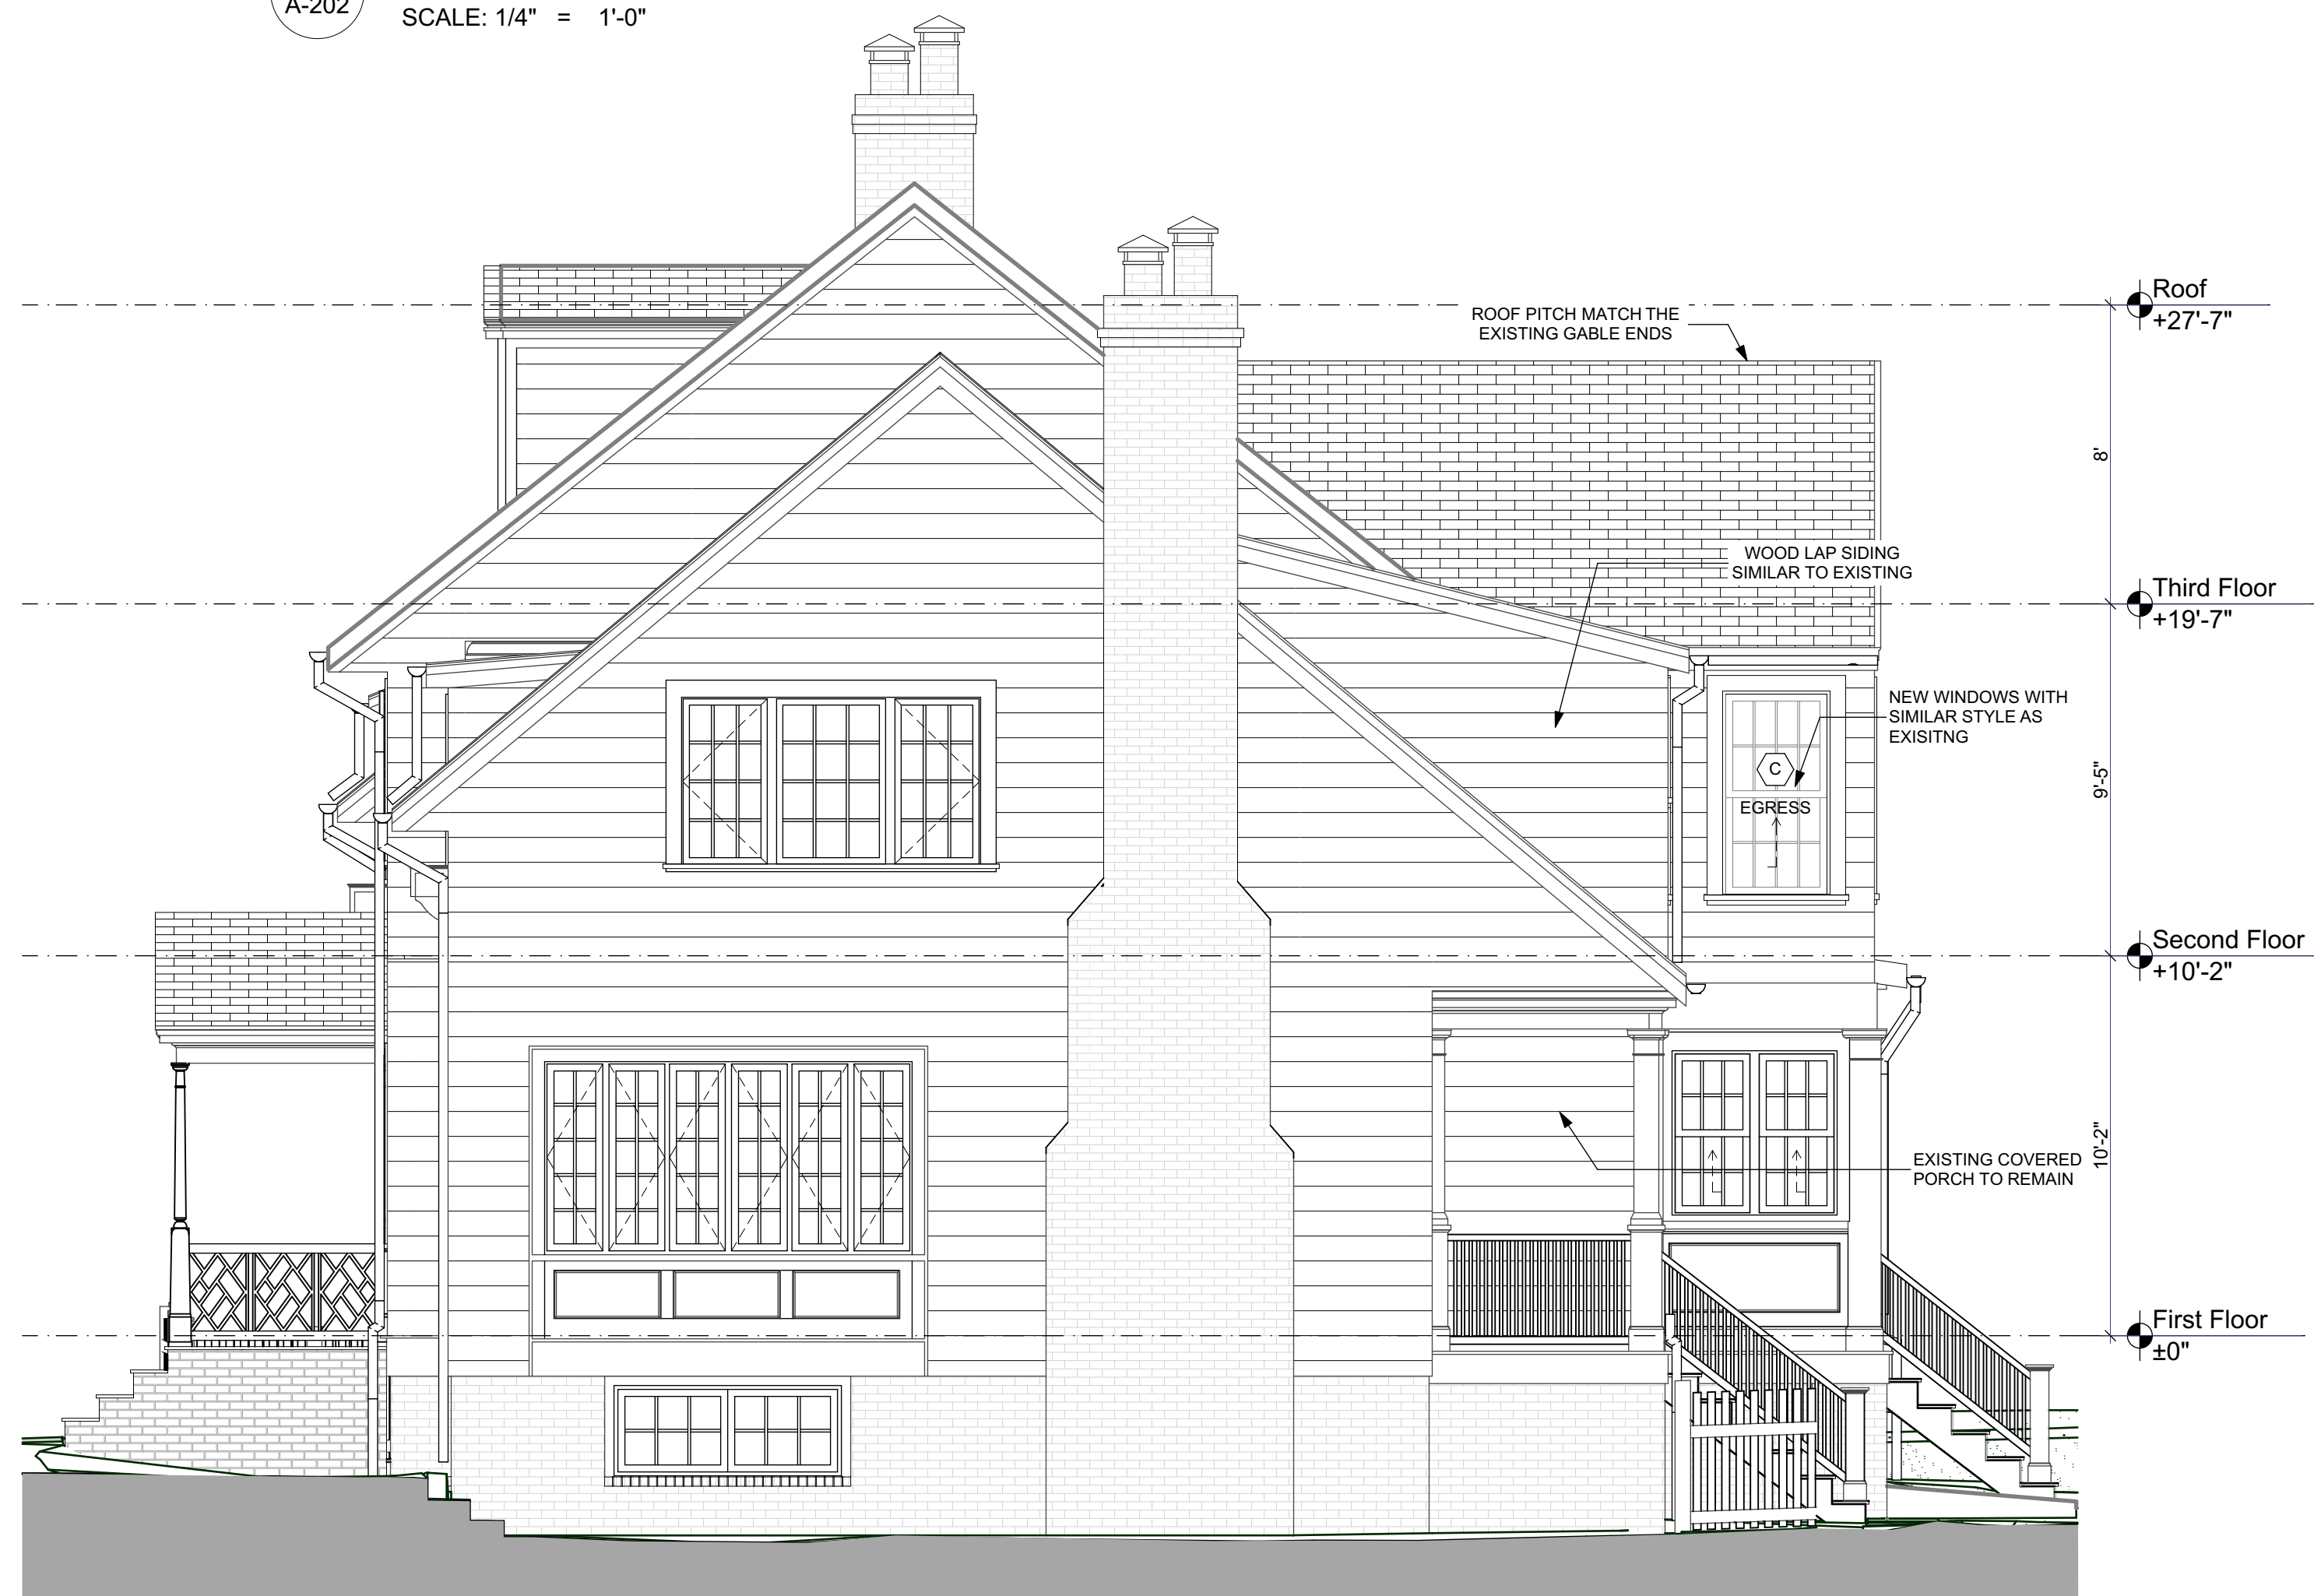 A-202
SCALE: 1/4" = 1'-0"
Roof
+27'-7"
ROOF PITCH MATCH THE
EXISTING GABLE ENDS
8'
WOOD LAP SIDING
SIMILAR TO EXISTING
Third Floor
+19'-7"
NEW WINDOWS WITH
SIMILAR STYLE AS
EXISITNG
C
EGRESS
9'-5"
Second Floor
+10'-2"
10'-2"
EXISTING COVERED
PORCH TO REMAIN
First Floor
±0"